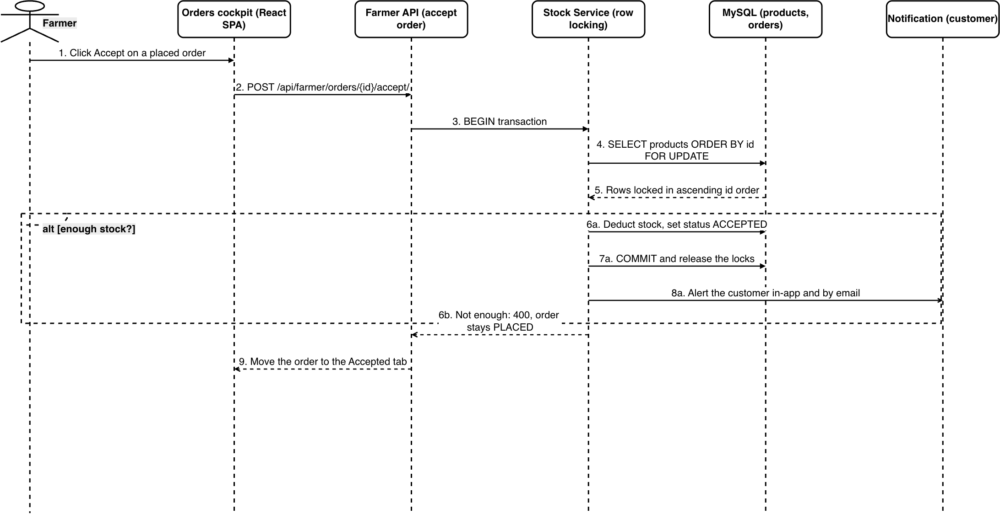 Farmer
Orders cockpit (React
SPA)
Farmer API (accept
order)
Stock Service (row
locking)
MySQL (products,
orders)
Notification (customer)
1. Click Accept on a placed order
2. POST /api/farmer/orders/{id}/accept/
3. BEGIN transaction
4. SELECT products ORDER BY id
FOR UPDATE
5. Rows locked in ascending id order
alt [enough stock?]
6a. Deduct stock, set status ACCEPTED
7a. COMMIT and release the locks
8a. Alert the customer in-app and by email
6b. Not enough: 400, order
stays PLACED
9. Move the order to the Accepted tab